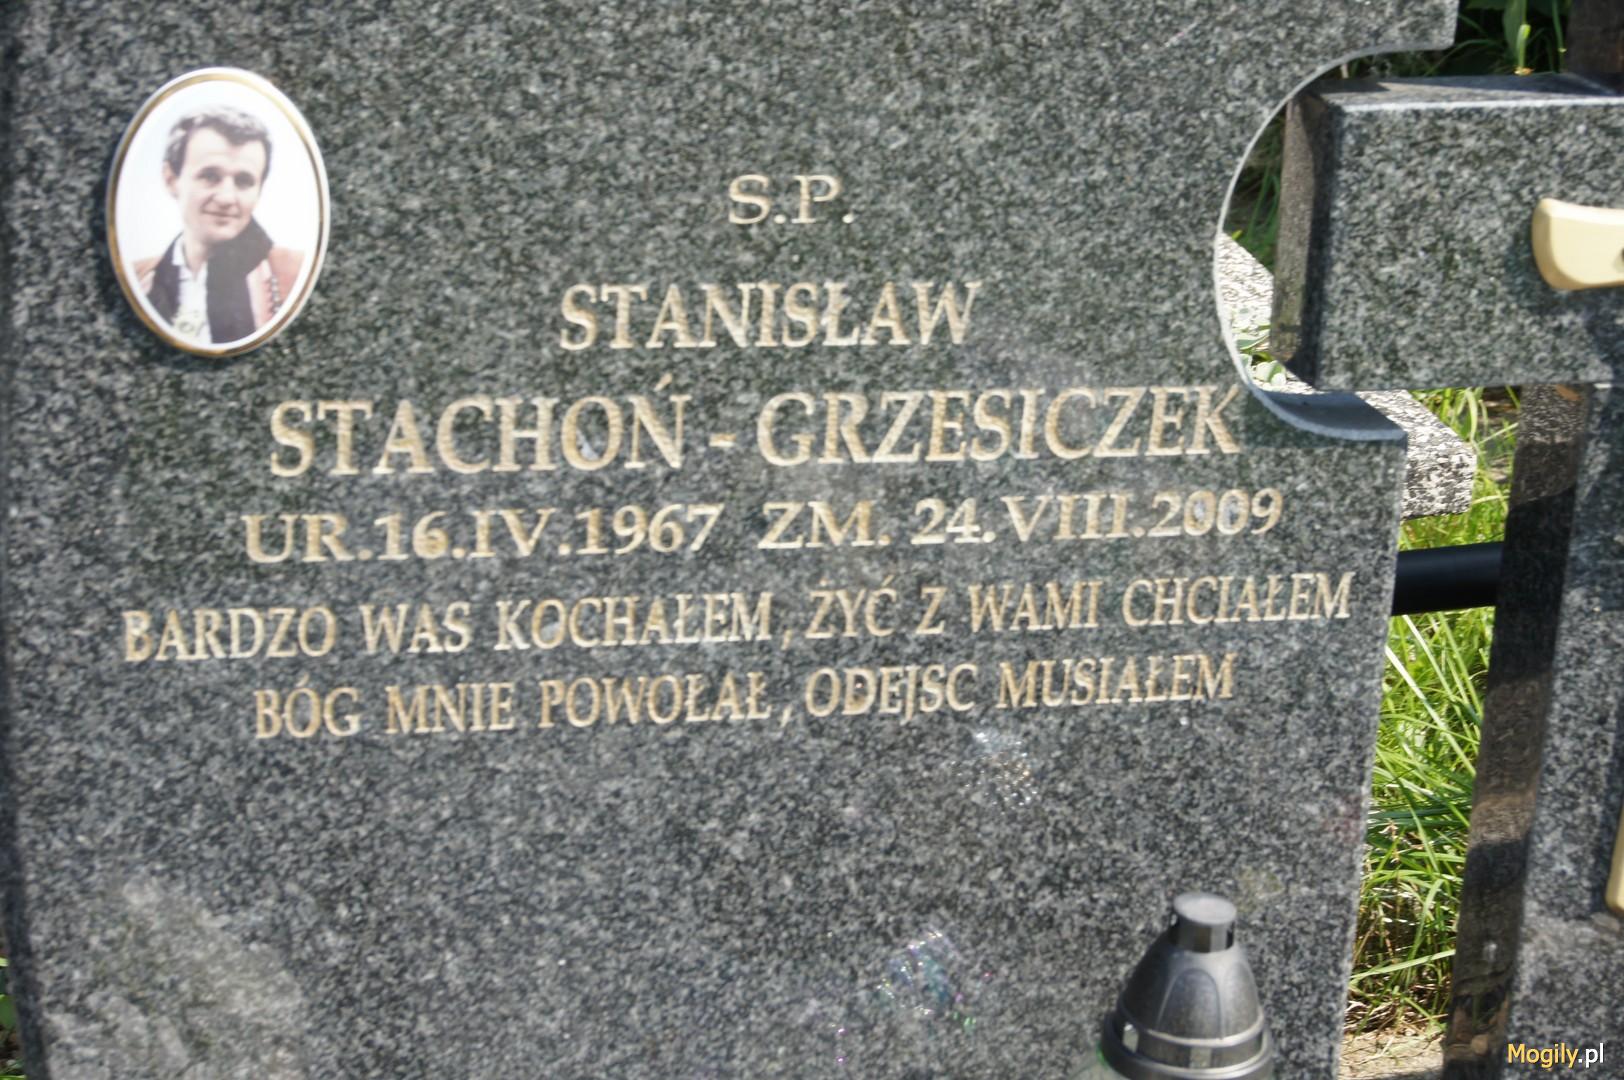 S.P.
STANISŁAW
STACHOŃ - GRZESICZEK
UR.16.IV.1967 ZM. 24.VIII.2009
BARDZO WAS KOCHAŁEM, ŻYĆ Z WAMI CHCIAŁEM
BÓG MNIE POWOŁAŁ, ODEJSC MUSIAŁEM
Mogily.pl